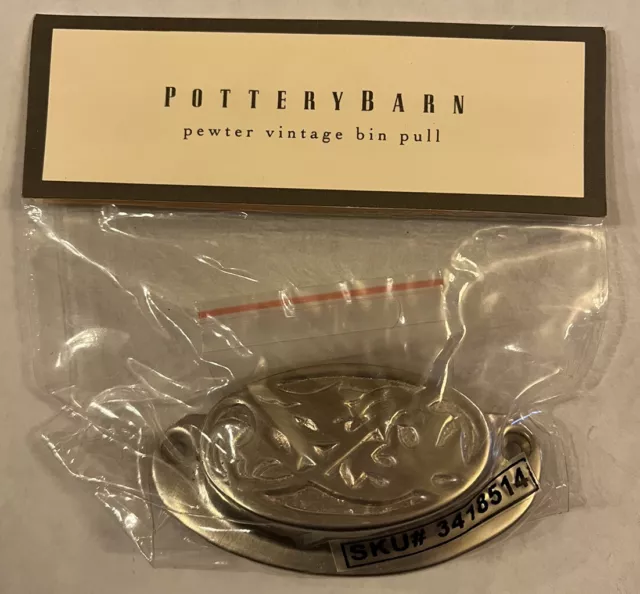 POTTERYBARN
pewter vintage bin pull
SKU# 3418514